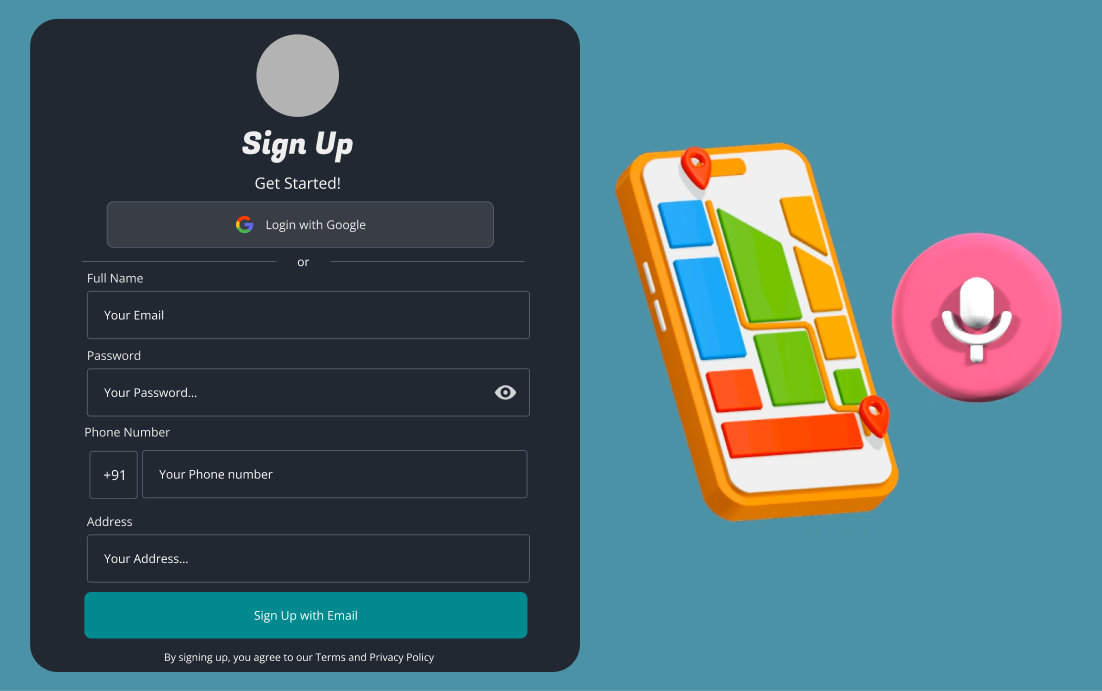 Sign Up
Get Started!
Login with Google
or
Full Name
Your Email
Password
Your Password...
Phone Number
+91 Your Phone number
Address
Your Address...
Sign Up with Email
By signing up, you agree to our Terms and Privacy Policy